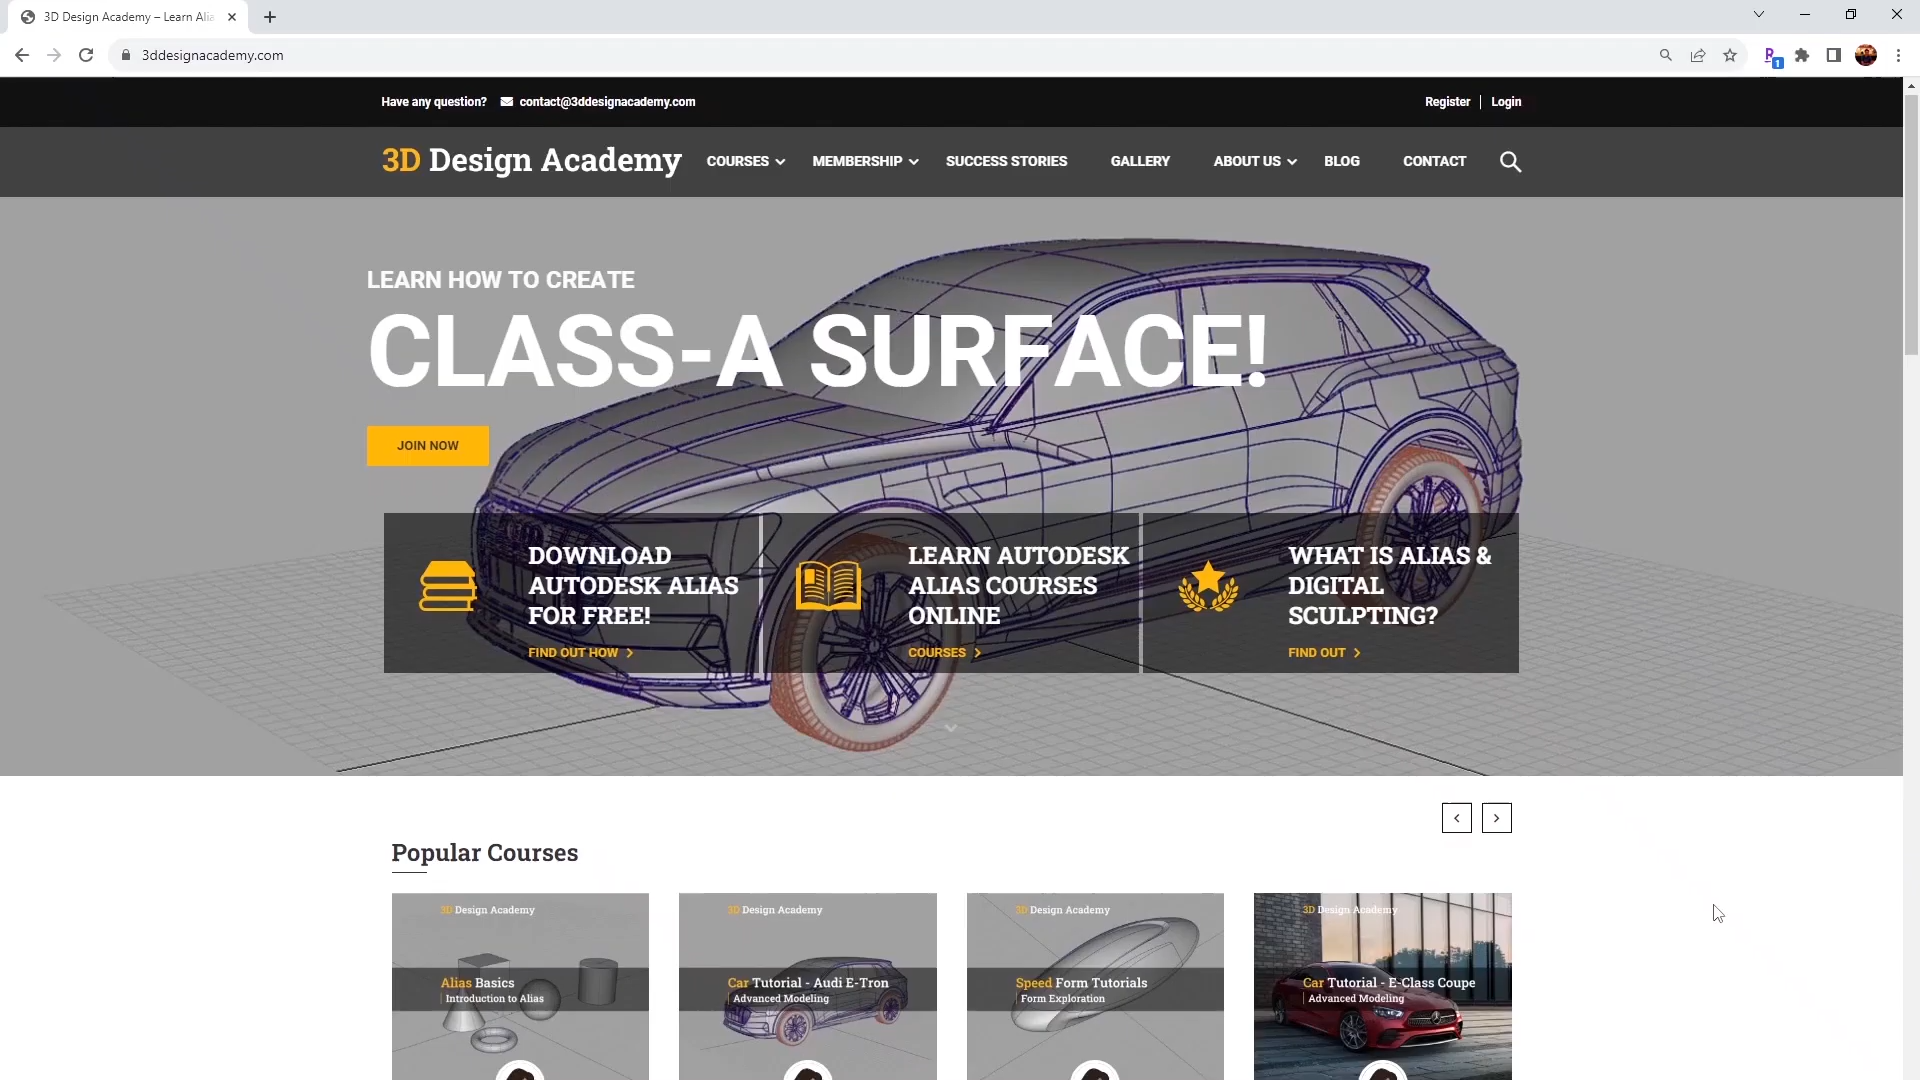 3D Design Academy – Learn Alia
3ddesignacademy.com
1
Have any question? contact@3ddesignacademy.com
Register Login
3D Design Academy
COURSES MEMBERSHIP SUCCESS STORIES GALLERY ABOUT US BLOG CONTACT
LEARN HOW TO CREATE
CLASS-A SURFACE!
JOIN NOW
DOWNLOAD
AUTODESK ALIAS
FOR FREE!
FIND OUT HOW
LEARN AUTODESK
ALIAS COURSES
ONLINE
COURSES
WHAT IS ALIAS &
DIGITAL
SCULPTING?
FIND OUT
Popular Courses
3D Design Academy
Alias Basics
Introduction to Alias
3D Design Academy
Car Tutorial - Audi E-Tron
Advanced Modeling
3D Design Academy
Speed Form Tutorials
Form Exploration
3D Design Academy
Car Tutorial - E-Class Coupe
Advanced Modeling